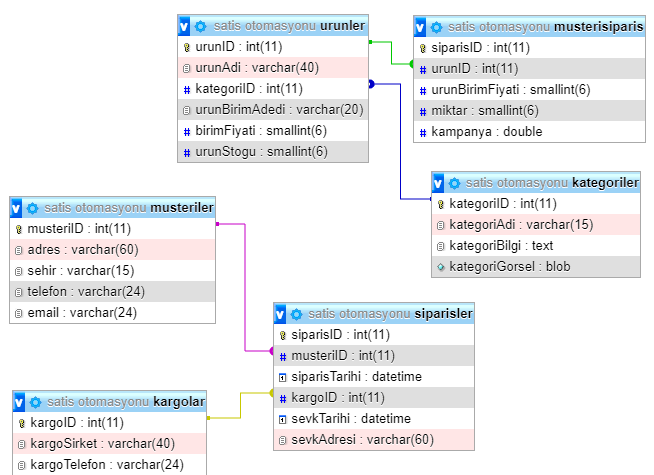 satis otomasyonu urunler
urunID : int(11)
urunAdi : varchar(40)
kategoriID : int(11)
urunBirimAdedi : varchar(20)
birimFiyati : smallint(6)
urunStogu : smallint(6)
satis otomasyonu musterisiparis
siparisID : int(11)
urunID : int(11)
urunBirimFiyati : smallint(6)
miktar : smallint(6)
kampanya : double
satis otomasyonu kategoriler
kategoriID : int(11)
kategoriAdi : varchar(15)
kategoriBilgi : text
kategoriGorsel : blob
satis otomasyonu musteriler
musteriID : int(11)
adres : varchar(60)
sehir : varchar(15)
telefon : varchar(24)
email : varchar(24)
satis otomasyonu siparisler
siparisID : int(11)
musteriID : int(11)
siparisTarihi : datetime
kargoID : int(11)
sevkTarihi : datetime
sevkAdresi : varchar(60)
satis otomasyonu kargolar
kargoID : int(11)
kargoSirket : varchar(40)
kargoTelefon : varchar(24)